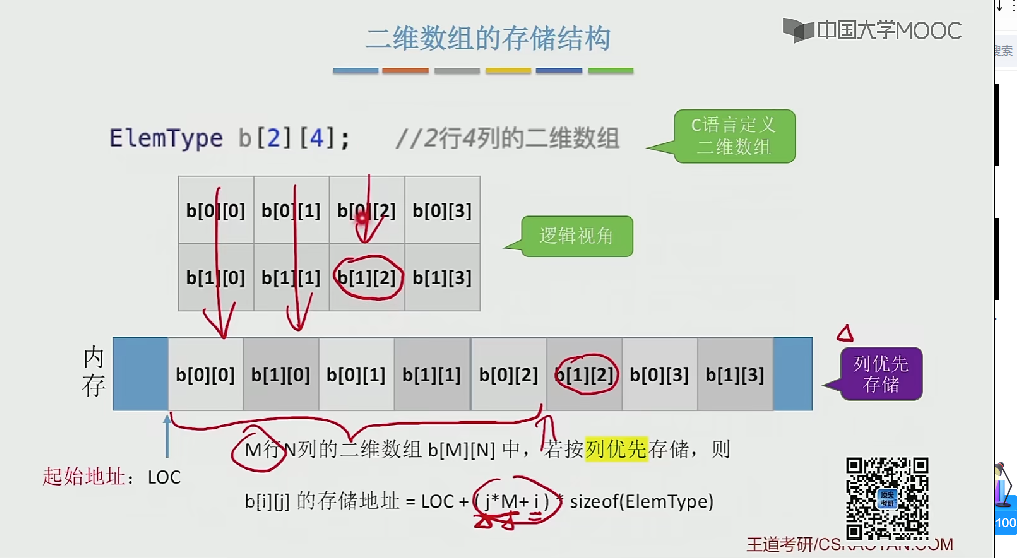 二维数组的存储结构
中国大学MOOC
ElemType b[2][4]; //2行4列的二维数组
C语言定义
二维数组
b[0][0] b[0][1] b[0][2] b[0][3]
b[1][0] b[1][1] b[1][2] b[1][3]
逻辑视角
内存
b[0][0] b[1][0] b[0][1] b[1][1] b[0][2] b[1][2] b[0][3] b[1][3]
列优先
存储
起始地址：LOC
M行N列的二维数组 b[M][N] 中，若按列优先存储，则
b[i][j] 的存储地址 = LOC + ( j*M+ i ) * sizeof(ElemType)
王道考研/CSKAOYAN.COM
搜索
100